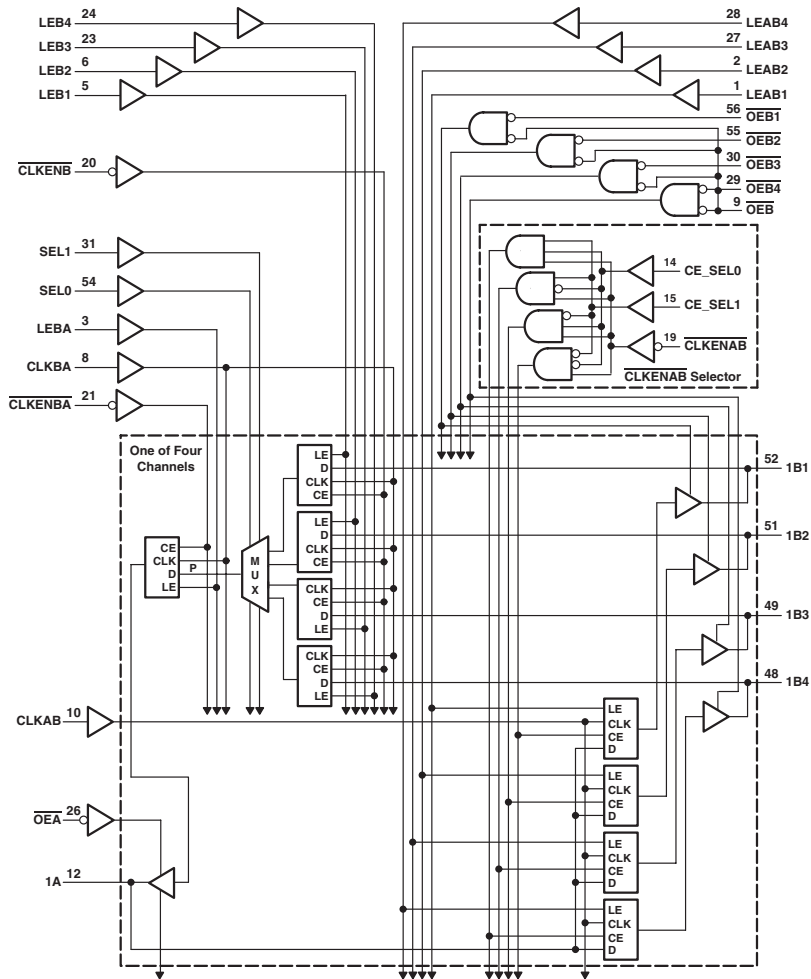 LEB4 24
LEB3 23
LEB2 6
LEB1 5
28 LEAB4
27 LEAB3
2 LEAB2
1 LEAB1
56 OEB1
55 OEB2
30 OEB3
29 OEB4
9 OEB
CLKENB 20
SEL1 31
SEL0 54
LEBA 3
CLKBA 8
CLKENBA 21
14 CE_SEL0
15 CE_SEL1
19 CLKENAB
CLKENAB Selector
One of Four
Channels
LE
D
CLK
CE
52 1B1
LE
D
CLK
CE
51 1B2
CE
CLK
D P
LE
M
U
X
CLK
CE
D
LE
49 1B3
CLK
CE
D
LE
48 1B4
CLKAB 10
LE
CLK
CE
D
LE
CLK
CE
D
OEA 26
LE
CLK
CE
D
1A 12
LE
CLK
CE
D